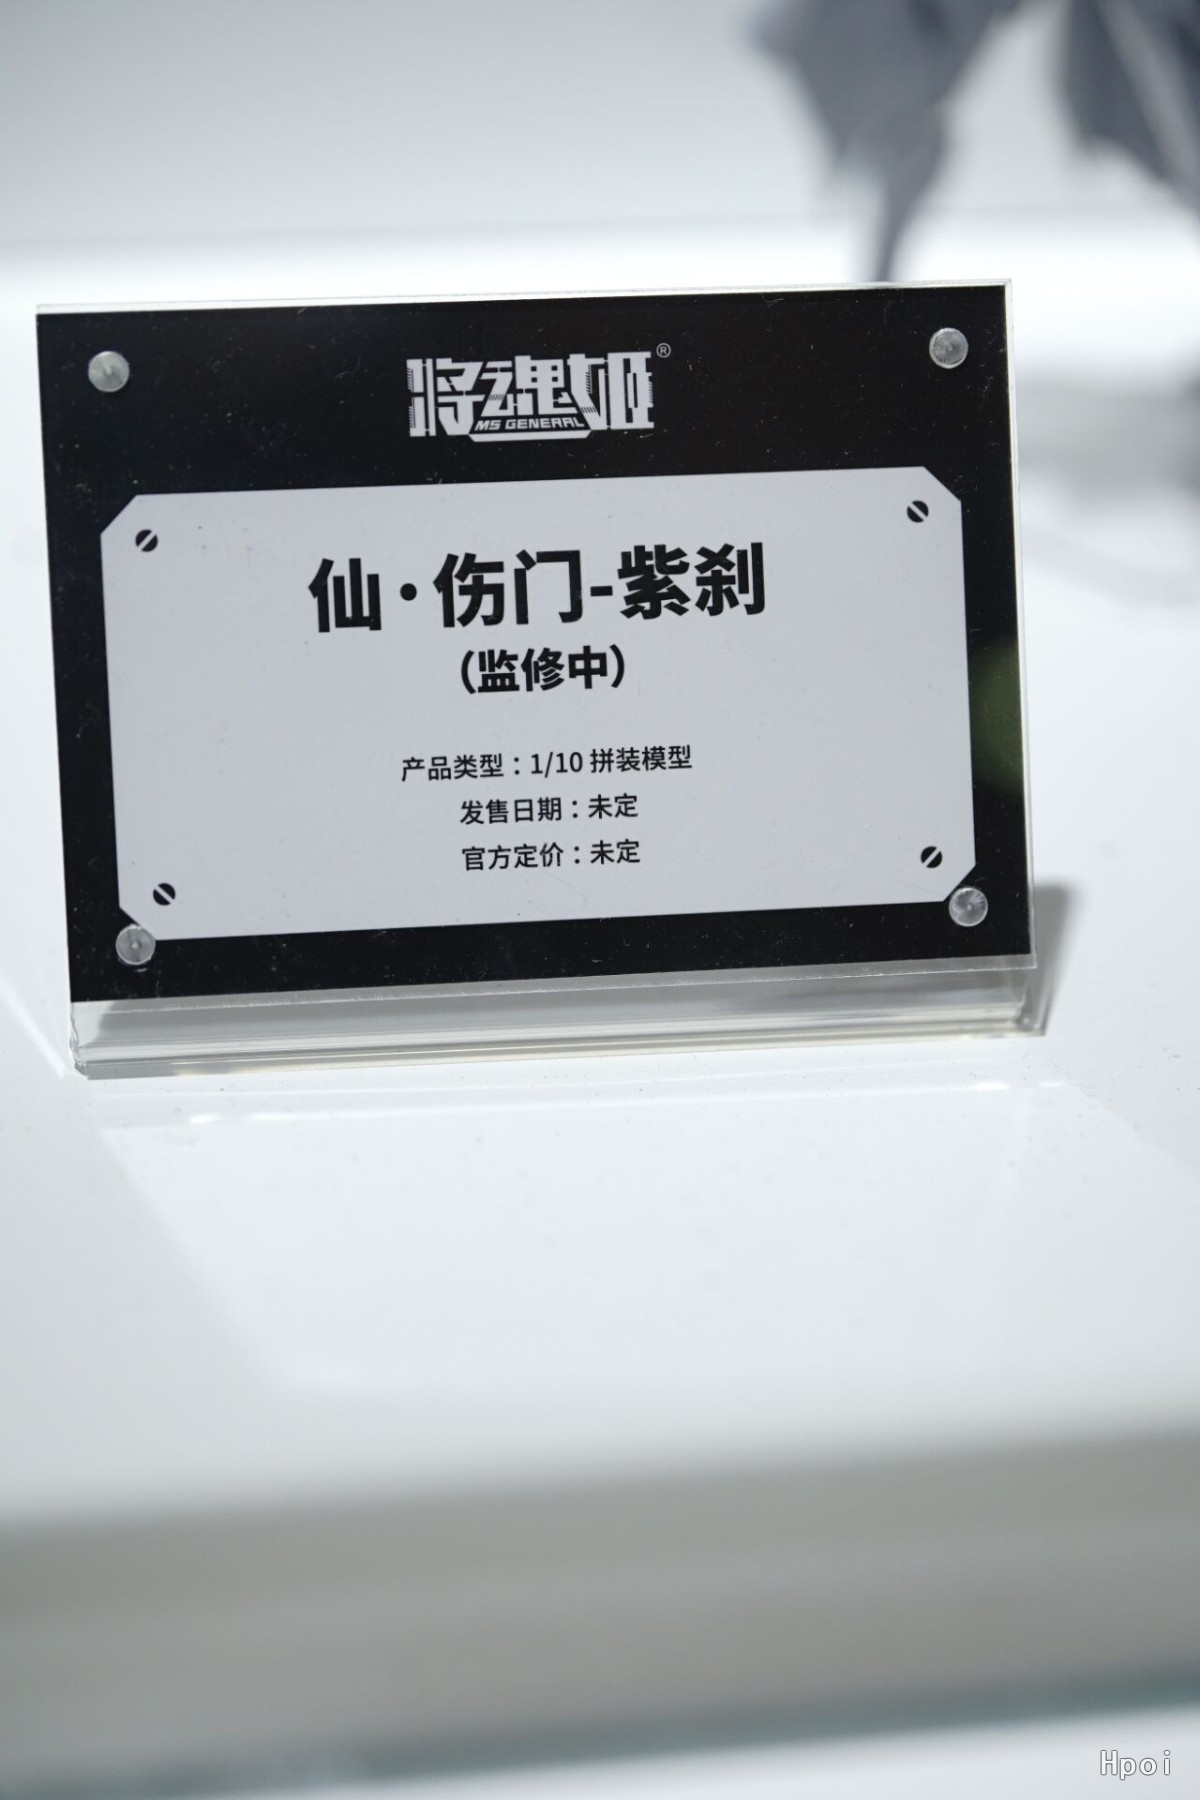 将魂姬®
MS GENERAL
仙·伤门-紫刹
（监修中）
产品类型：1/10 拼装模型
发售日期：未定
官方定价：未定
Hpoi